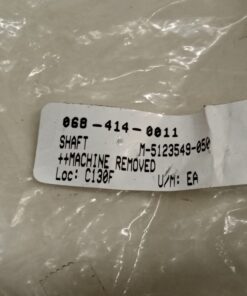 068-414-0011
SHAFT M-5123549-050
++MACHINE REMOVED
Loc: C130F U/M: EA